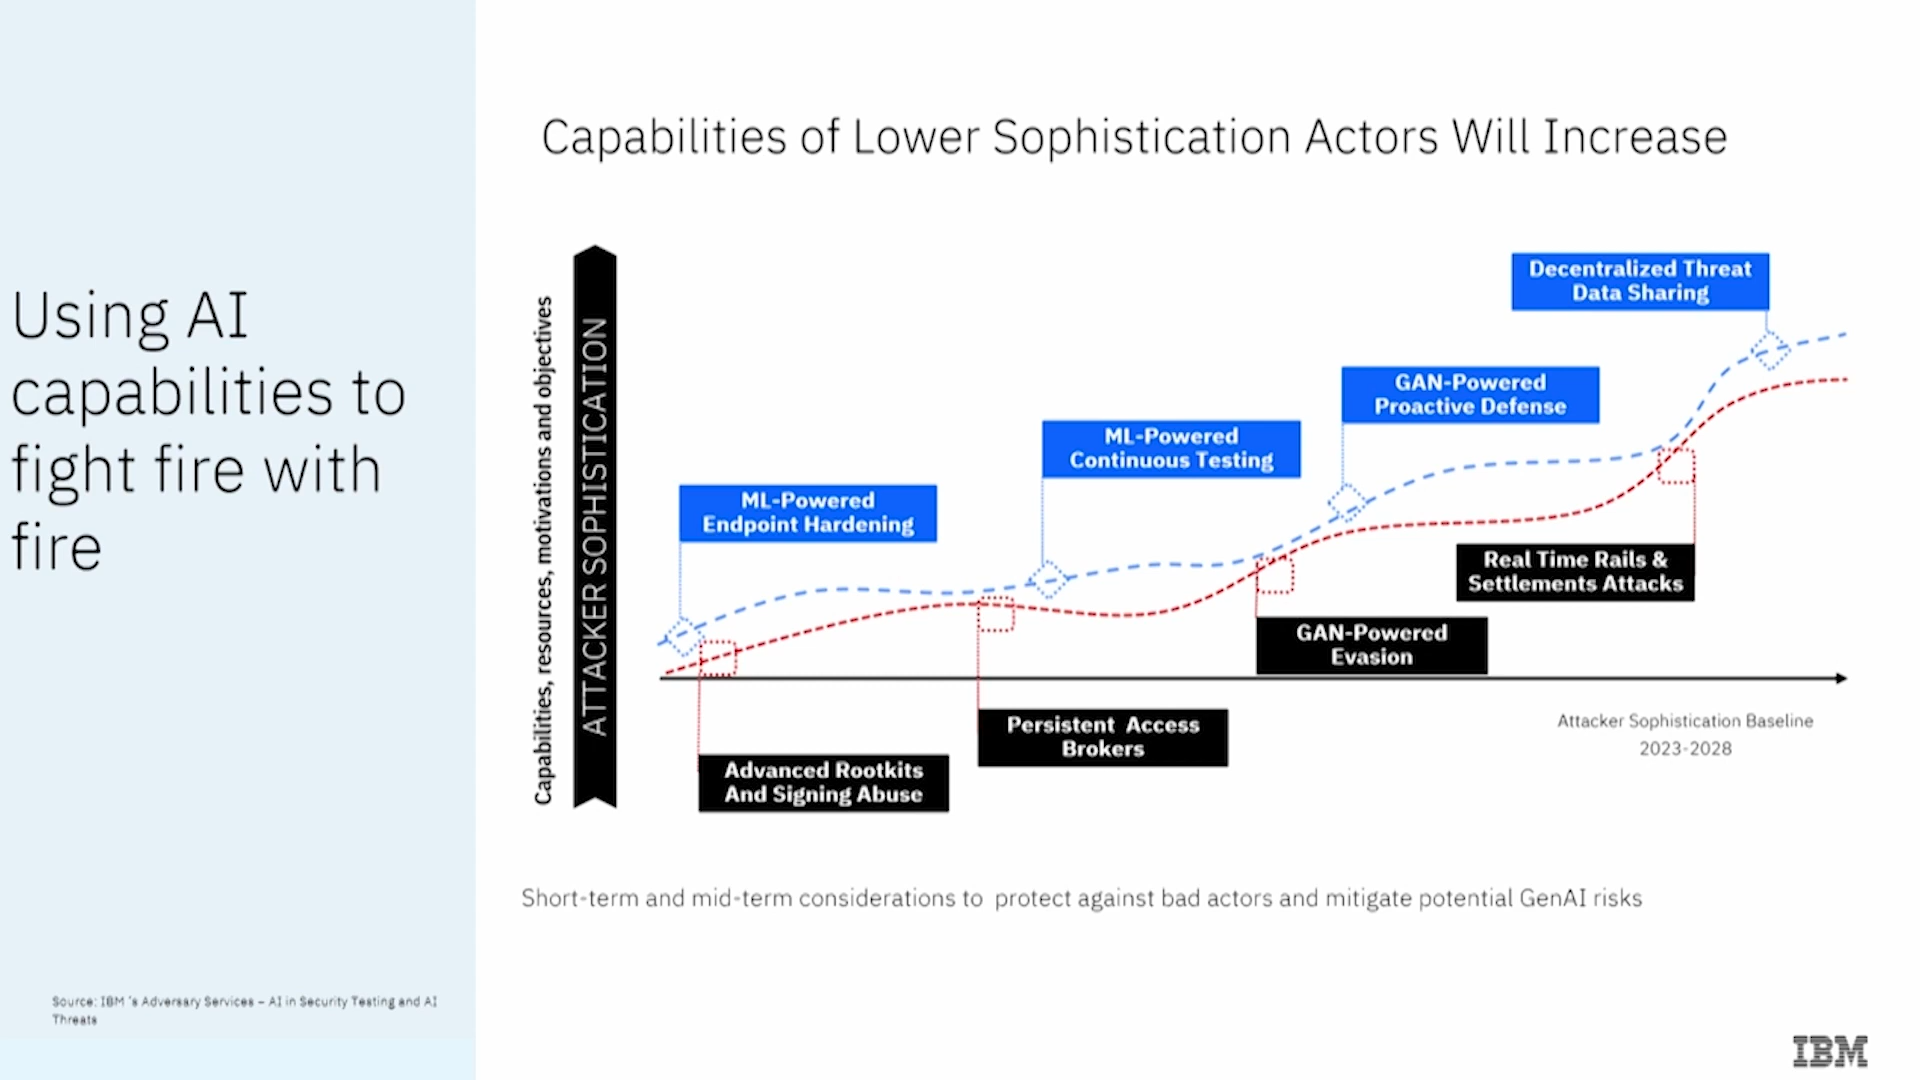 Using AI
capabilities to
fight fire with
fire
Source: IBM 's Adversary Services – AI in Security Testing and AI
Threats
Capabilities of Lower Sophistication Actors Will Increase
Capabilities, resources, motivations and objectives
ATTACKER SOPHISTICATION
ML-Powered
Endpoint Hardening
ML-Powered
Continuous Testing
GAN-Powered
Proactive Defense
Decentralized Threat
Data Sharing
Advanced Rootkits
And Signing Abuse
Persistent Access
Brokers
GAN-Powered
Evasion
Real Time Rails &
Settlements Attacks
Attacker Sophistication Baseline
2023-2028
Short-term and mid-term considerations to protect against bad actors and mitigate potential GenAI risks
IBM